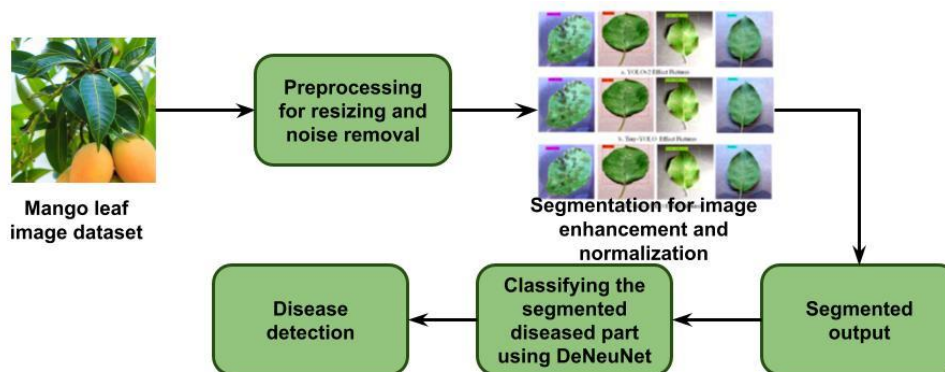 a. YOLOv2 Effect Pictures
Preprocessing
for resizing and
noise removal
b. Tiny-YOLO Effect Pictures
Mango leaf
image dataset
Segmentation for image
enhancement and
normalization
Disease
detection
Classifying the
segmented
diseased part
using DeNeuNet
Segmented
output